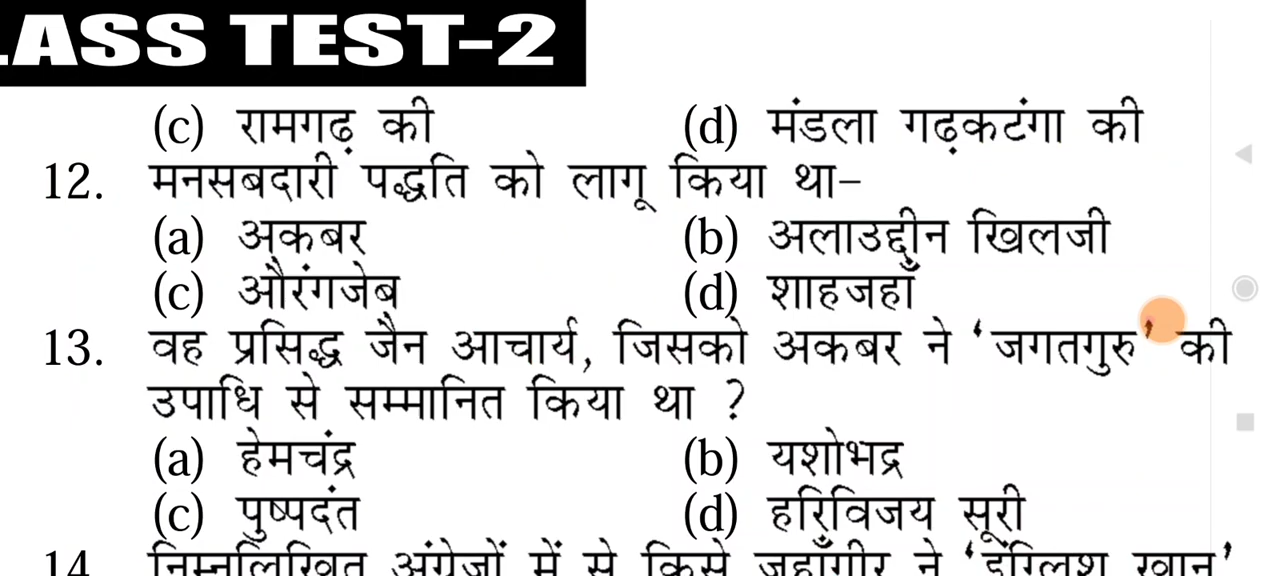 ASS TEST-2
(c) रामगढ़ की (d) मंडला गढ़कटंगा की
12. मनसबदारी पद्धति को लागू किया था–
(a) अकबर (b) अलाउद्दीन खिलजी
(c) औरंगजेब (d) शाहजहाँ
13. वह प्रसिद्ध जैन आचार्य, जिसको अकबर ने ‘जगतगुरु’ की
उपाधि से सम्मानित किया था ?
(a) हेमचंद्र (b) यशोभद्र
(c) पुष्पदंत (d) हरिविजय सूरी
14 निम्नलिखित अंग्रेजों में से किसे जहाँगीर ने ‘इंग्लिश खान’